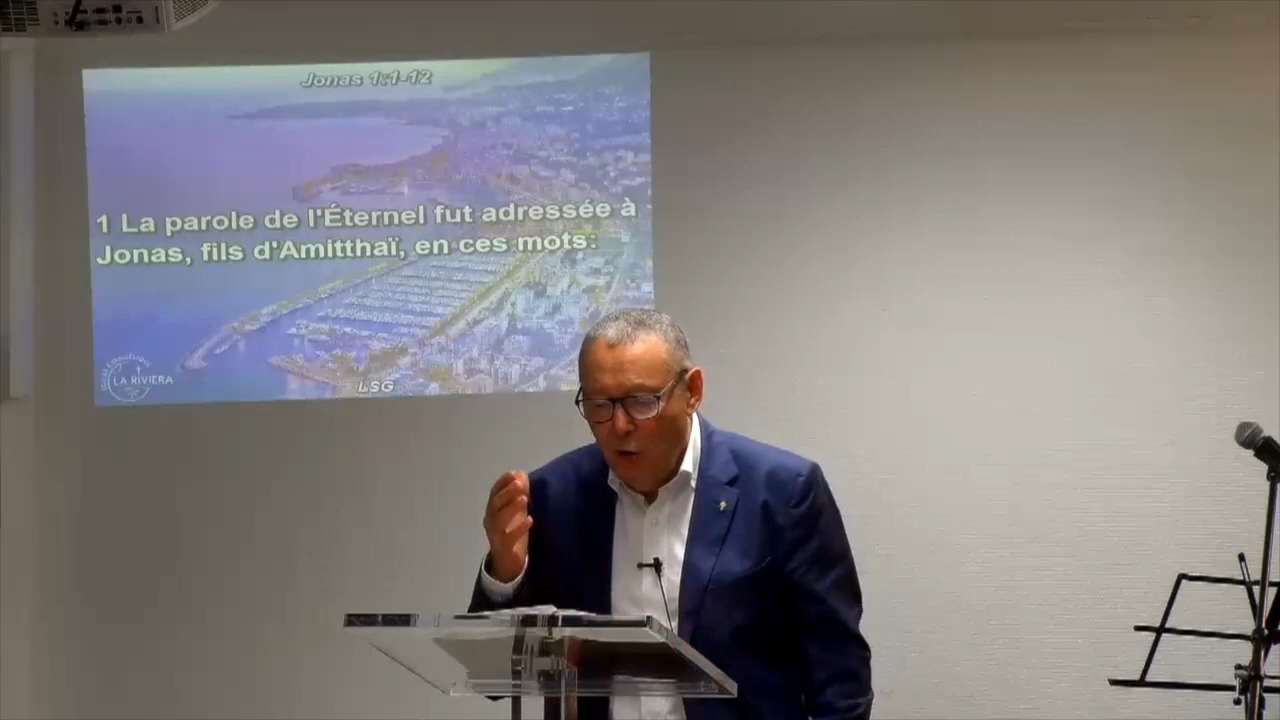 Jonas 1:1-12
1 La parole de l'Éternel fut adressée à
Jonas, fils d'Amitthaï, en ces mots:
LA RIVIERA
LSG